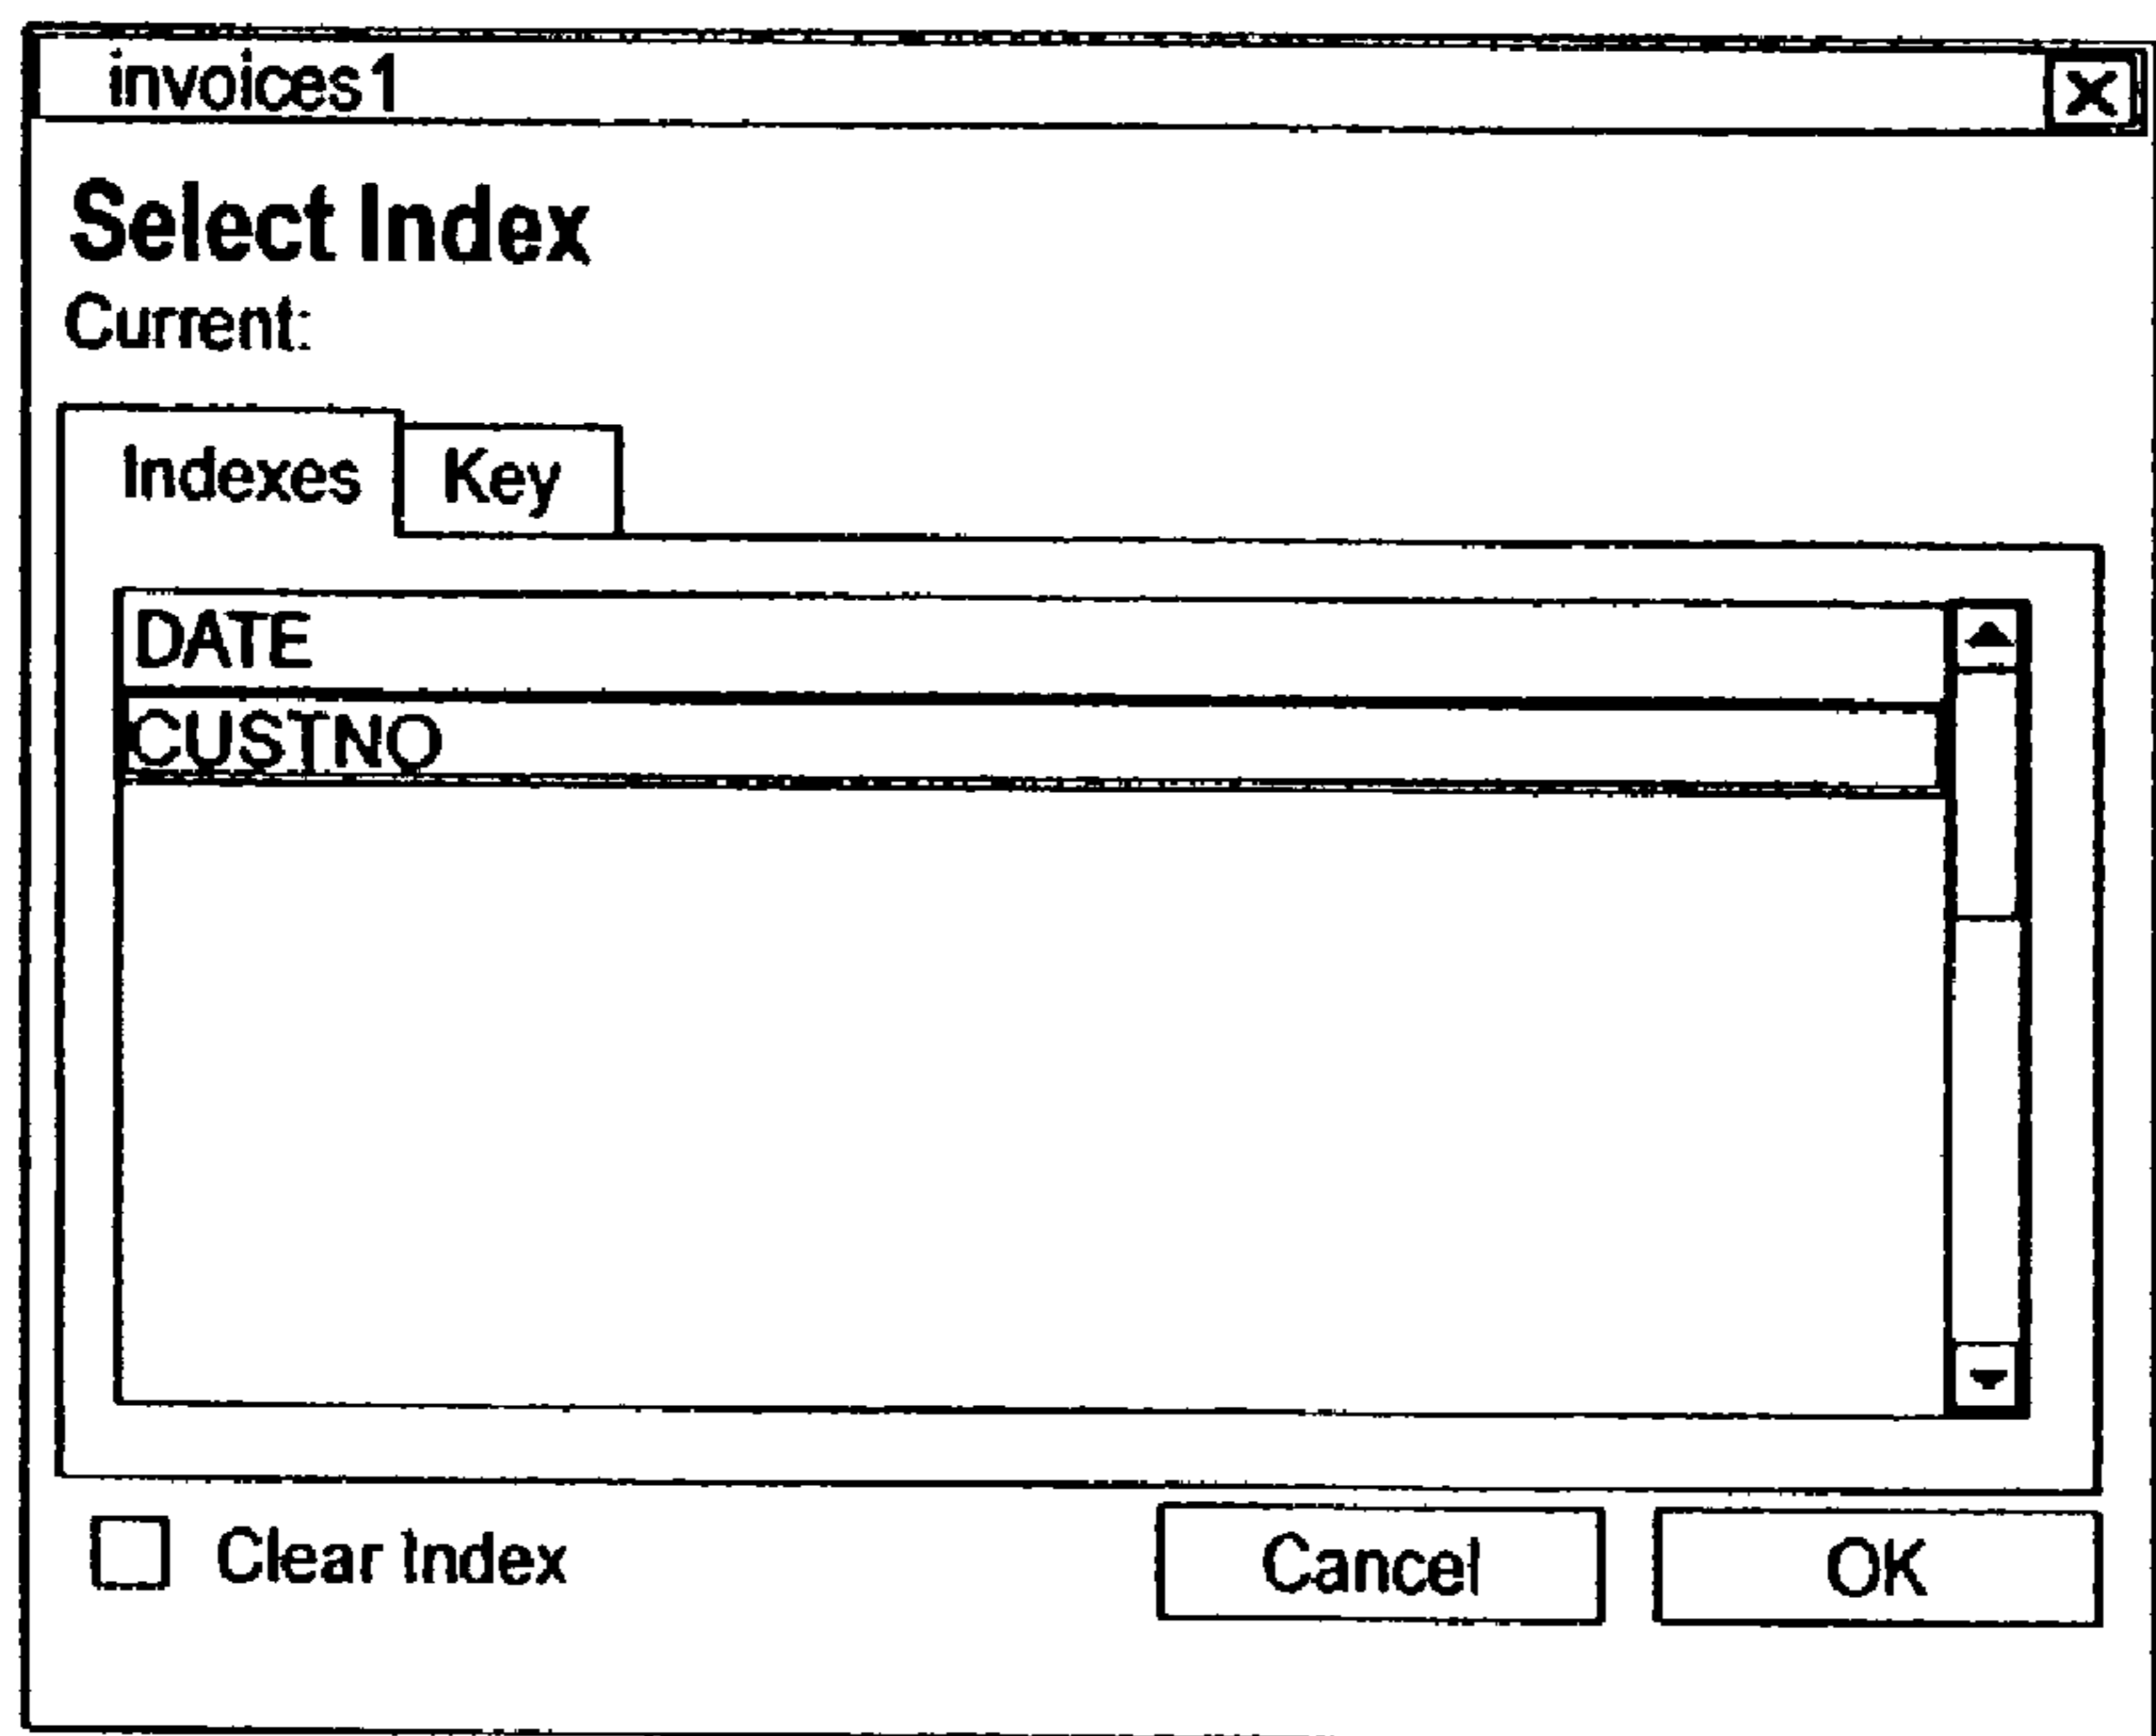 invoices1
Select Index
Current:
Indexes Key
DATE
CUSTNO
Clear Index Cancel OK